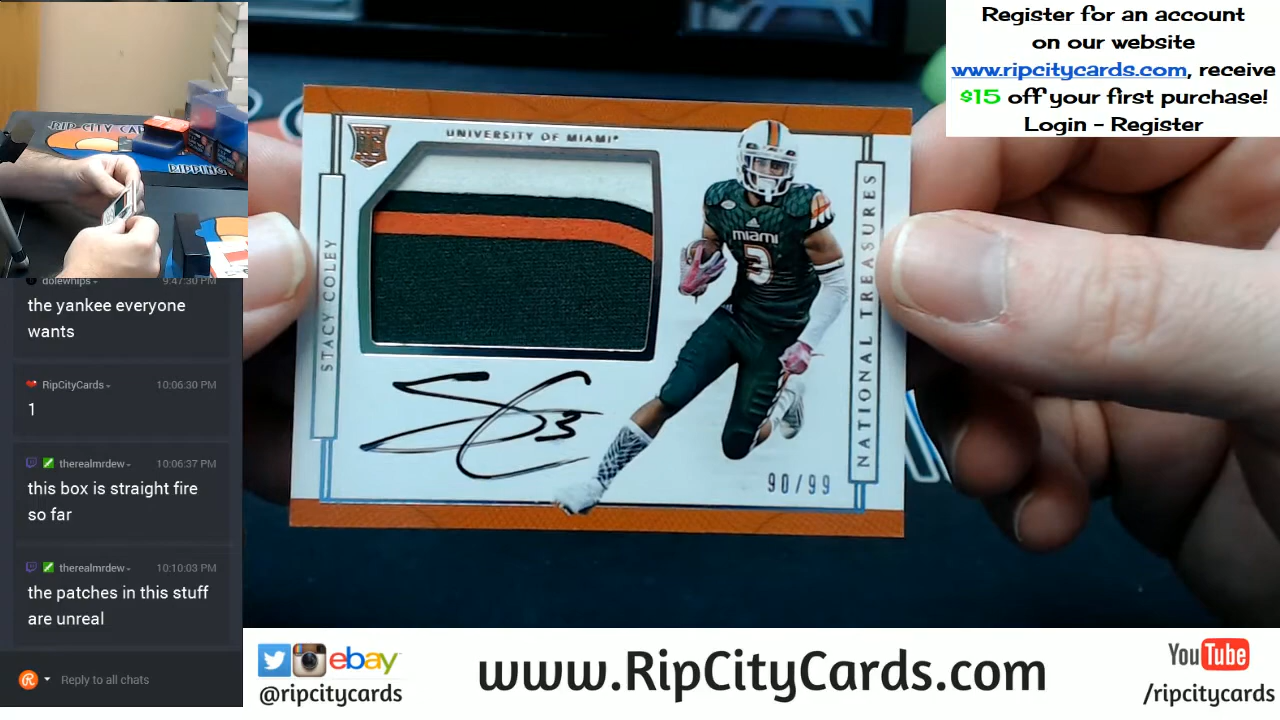 Register for an account
on our website
www.ripcitycards.com, receive
$15 off your first purchase!
Login - Register
RIP CITY CAR
RIPPING
UNIVERSITY OF MIAMI
STACY COLEY
NATIONAL TREASURES
miami
3
90/99
dolewhips 9:47:30 PM
the yankee everyone
wants
RipCityCards 10:06:30 PM
1
therealmrdew 10:06:37 PM
this box is straight fire
so far
therealmrdew 10:10:03 PM
the patches in this stuff
are unreal
Reply to all chats
ebay
@ripcitycards
www.RipCityCards.com
YouTube
/ripcitycards